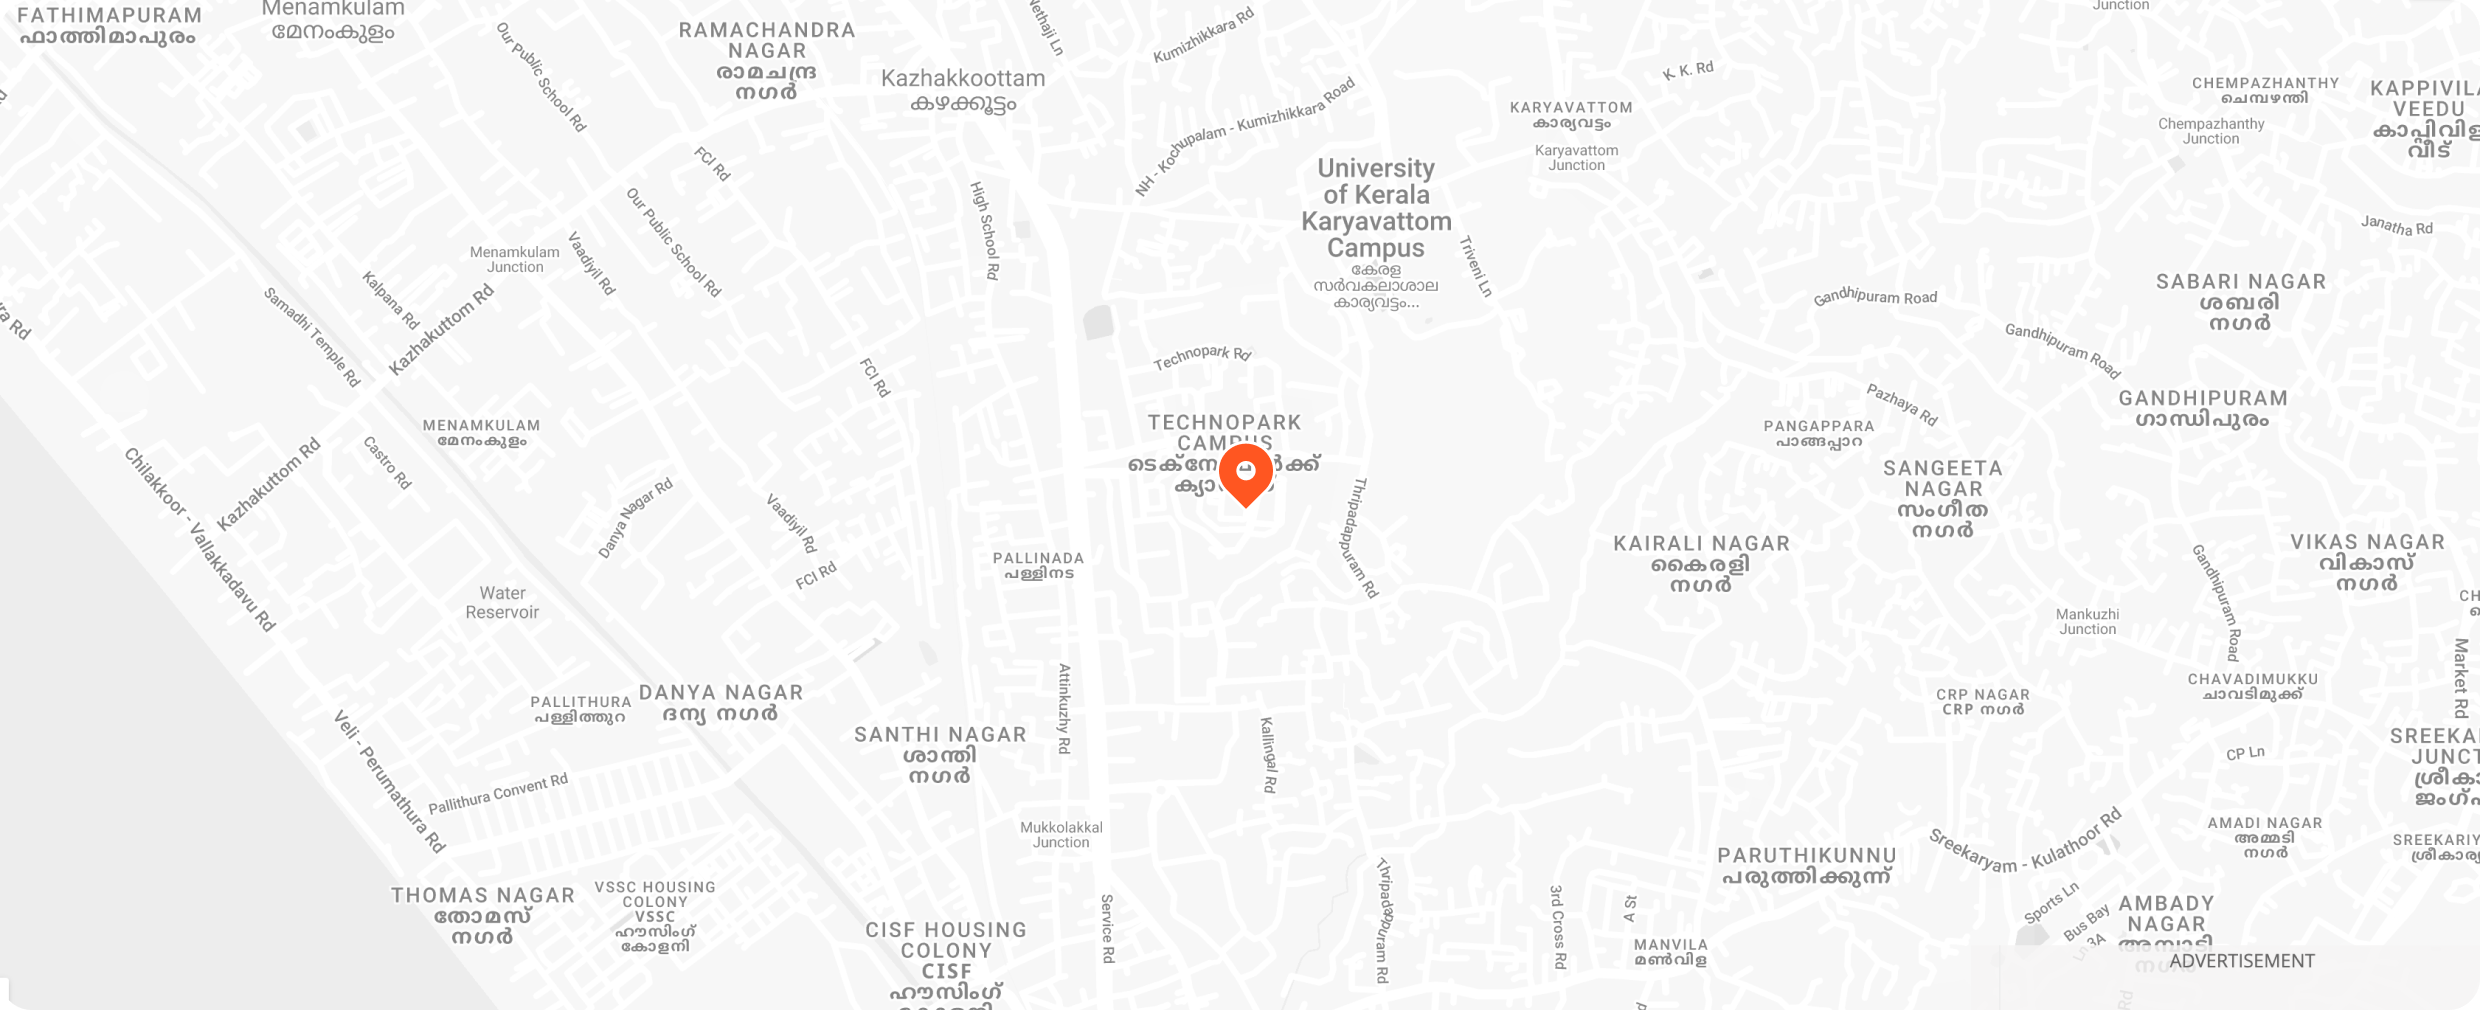 FATHIMAPURAM
ഫാത്തിമാപുരം
Menamkulam
മേനംകുളം
Our Public School Rd
RAMACHANDRA
NAGAR
രാമചന്ദ്ര
നഗർ
Kazhakkoottam
കഴക്കൂട്ടം
Nethaji Ln
Kumizhikkara Rd
NH - Kochupalam - Kumizhikkara Road
K. K. Rd
KARYAVATTOM
കാര്യവട്ടം
Karyavattom
Junction
Junction
CHEMPAZHANTHY
ചെമ്പഴന്തി
Chempazhanthy
Junction
VEEDU
വീട്
FCI Rd
University
of Kerala
Karyavattom
Campus
കേരള
സർവകലാശാല
കാര്യവട്ടം...
High School Rd
Our Public School Rd
Triveni Ln
Janatha Rd
Menamkulam
Junction
Vaadiyil Rd
Kalpana Rd
Samadhi Temple Rd
Kazhakuttom Rd
Gandhipuram Road
SABARI NAGAR
ശബരി
നഗർ
Gandhipuram Road
Technopark Rd
FCI Rd
Pazhaya Rd
GANDHIPURAM
ഗാന്ധിപുരം
MENAMKULAM
മേനംകുളം
TECHNOPARK
CAMPUS
PANGAPPARA
പാങ്ങപ്പാറ
Castro Rd
Kazhakuttom Rd
Chilakkoor - Vallakkadavu Rd
SANGEETA
NAGAR
സംഗീത
നഗർ
Danya Nagar Rd
Vaadiyil Rd
FCI Rd
Thripadappuram Rd
PALLINADA
പള്ളിനട
KAIRALI NAGAR
കൈരളി
നഗർ
VIKAS NAGAR
വികാസ്
നഗർ
Gandhipuram Road
Water
Reservoir
Mankuzhi
Junction
Market Rd
Attinkuzhy Rd
PALLITHURA
പള്ളിത്തുറ
DANYA NAGAR
ദന്യ നഗർ
CHAVADIMUKKU
ചാവടിമുക്ക്
CRP NAGAR
CRP നഗർ
Veli - Perumathura Rd
SANTHI NAGAR
ശാന്തി
നഗർ
Kallingal Rd
CP Ln
Pallithura Convent Rd
Mukkolakkal
Junction
AMADI NAGAR
അമ്മടി
നഗർ
Sreekaryam - Kulathoor Rd
PARUTHIKUNNU
പരുത്തിക്കുന്ന്
THOMAS NAGAR
തോമസ്
നഗർ
VSSC HOUSING
COLONY
VSSC
ഹൗസിംഗ്
കോളനി
CISF HOUSING
COLONY
CISF
ഹൗസിംഗ്
Service Rd
Thripadappuram Rd
3rd Cross Rd
A St
MANVILA
മൺവിള
Sports Ln
Bus Bay
AMBADY
NAGAR
ADVERTISEMENT